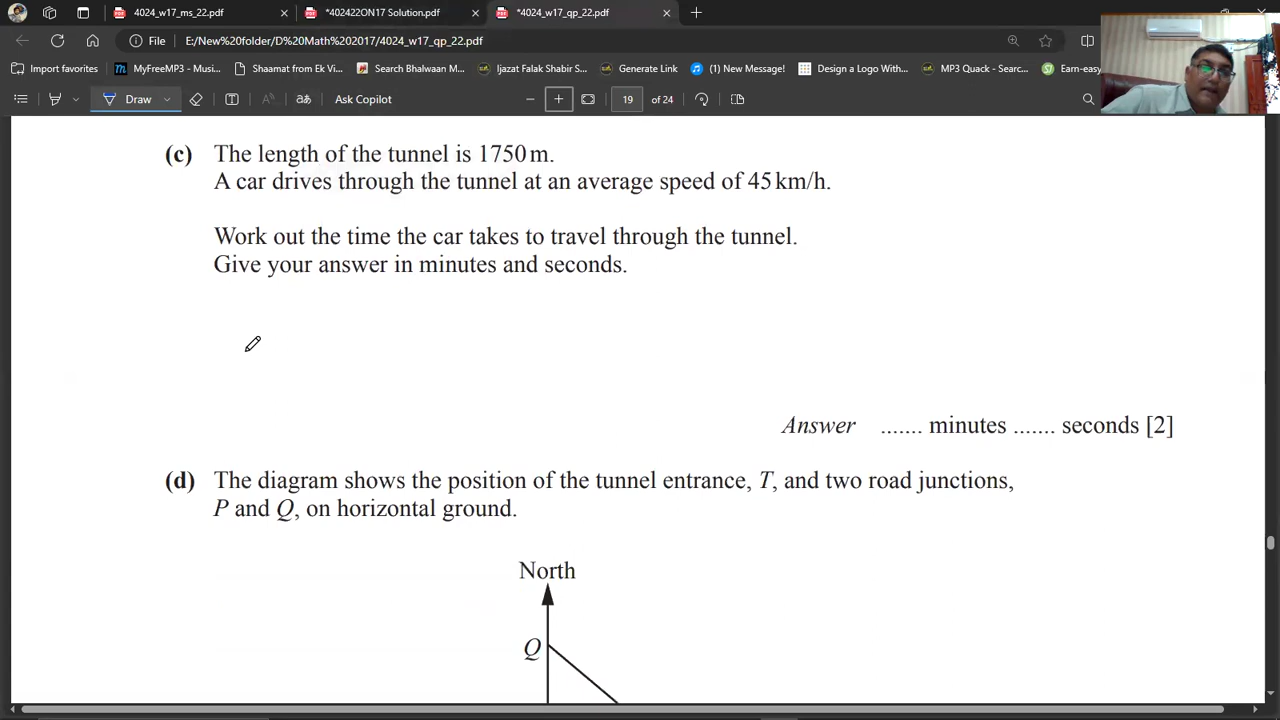 4024_w17_ms_22.pdf
*402422ON17 Solution.pdf
*4024_w17_qp_22.pdf
File
E:/New%20folder/D%20Math%202017/4024_w17_qp_22.pdf
Import favorites
MyFreeMP3 - Musi...
Shaamat from Ek Vi...
Search Bhalwaan M...
Ijazat Falak Shabir S...
Generate Link
(1) New Message!
Design a Logo With...
MP3 Quack - Searc...
Earn-easy
Draw
Ask Copilot
19 of 24
(c) The length of the tunnel is 1750 m.
A car drives through the tunnel at an average speed of 45 km/h.
Work out the time the car takes to travel through the tunnel.
Give your answer in minutes and seconds.
Answer ....... minutes ....... seconds [2]
(d) The diagram shows the position of the tunnel entrance, T, and two road junctions,
P and Q, on horizontal ground.
North
Q